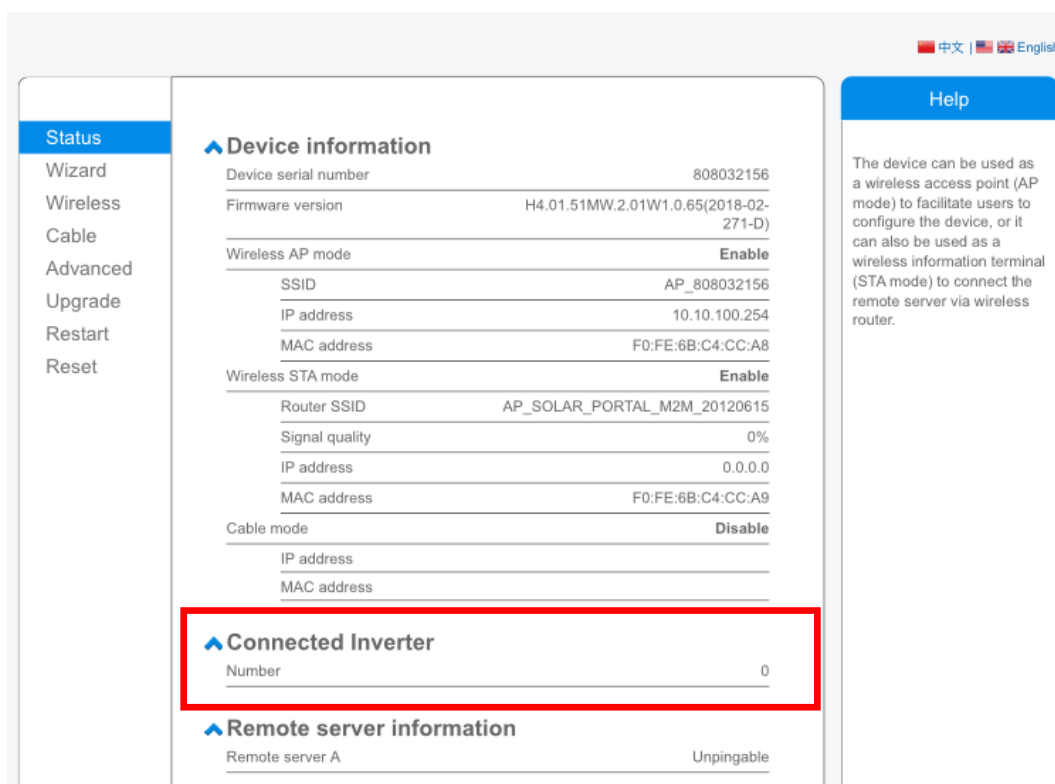 中文 | English
Help
Status
Wizard
Wireless
Cable
Advanced
Upgrade
Restart
Reset
Device information
Device serial number 808032156
Firmware version H4.01.51MW.2.01W1.0.65(2018-02-
271-D)
Wireless AP mode Enable
SSID AP_808032156
IP address 10.10.100.254
MAC address F0:FE:6B:C4:CC:A8
Wireless STA mode Enable
Router SSID AP_SOLAR_PORTAL_M2M_20120615
Signal quality 0%
IP address 0.0.0.0
MAC address F0:FE:6B:C4:CC:A9
Cable mode Disable
IP address
MAC address
Connected Inverter
Number 0
Remote server information
Remote server A Unpingable
The device can be used as
a wireless access point (AP
mode) to facilitate users to
configure the device, or it
can also be used as a
wireless information terminal
(STA mode) to connect the
remote server via wireless
router.